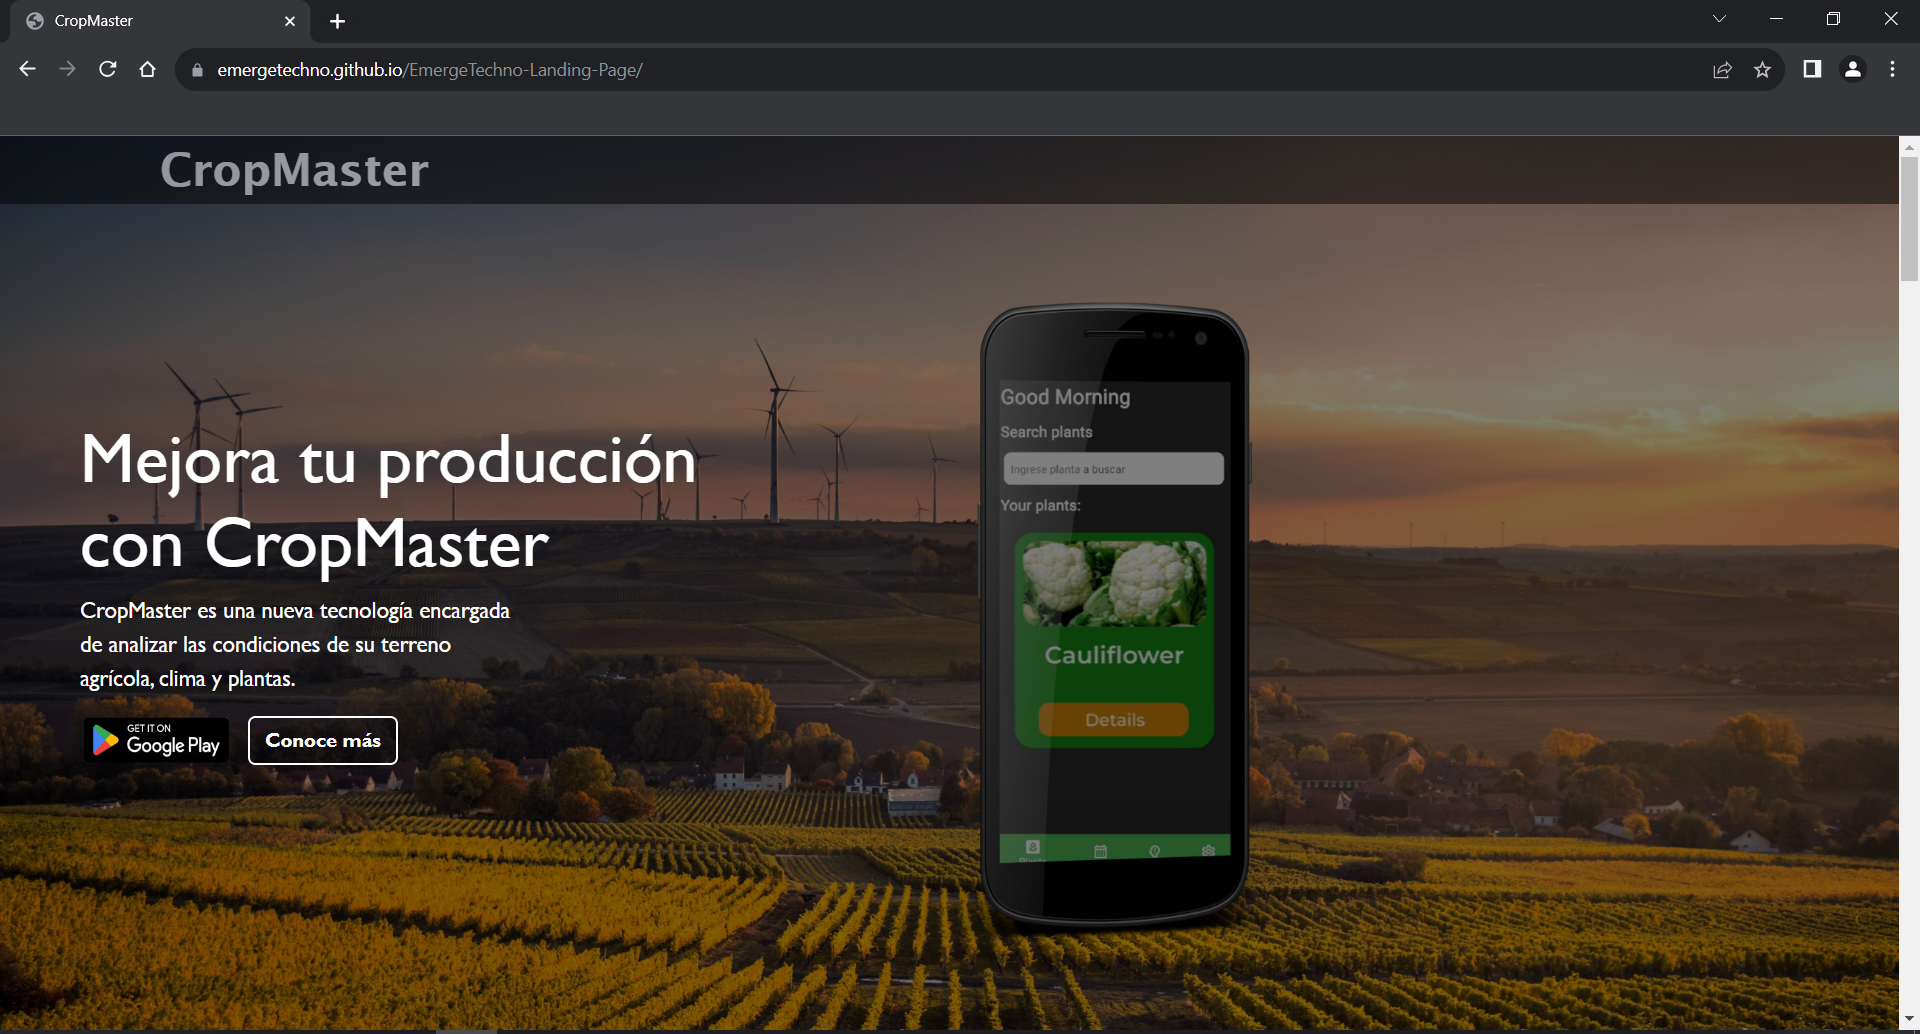 CropMaster
emergetechno.github.io/EmergeTechno-Landing-Page/
CropMaster
Mejora tu producción
con CropMaster
CropMaster es una nueva tecnología encargada
de analizar las condiciones de su terreno
agrícola, clima y plantas.
GET IT ON
Google Play
Conoce más
Good Morning
Search plants
Ingrese planta a buscar
Your plants:
Cauliflower
Details
Plants